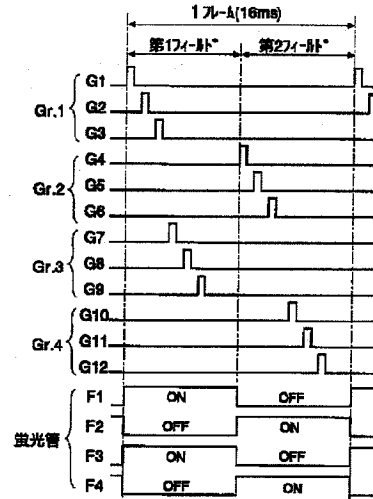 1フレーム(16ms)
第1フィールド 第2フィールド
Gr.1
G1
G2
G3
Gr.2
G4
G5
G6
Gr.3
G7
G8
G9
Gr.4
G10
G11
G12
蛍光管
F1 ON OFF
F2 OFF ON
F3 ON OFF
F4 OFF ON